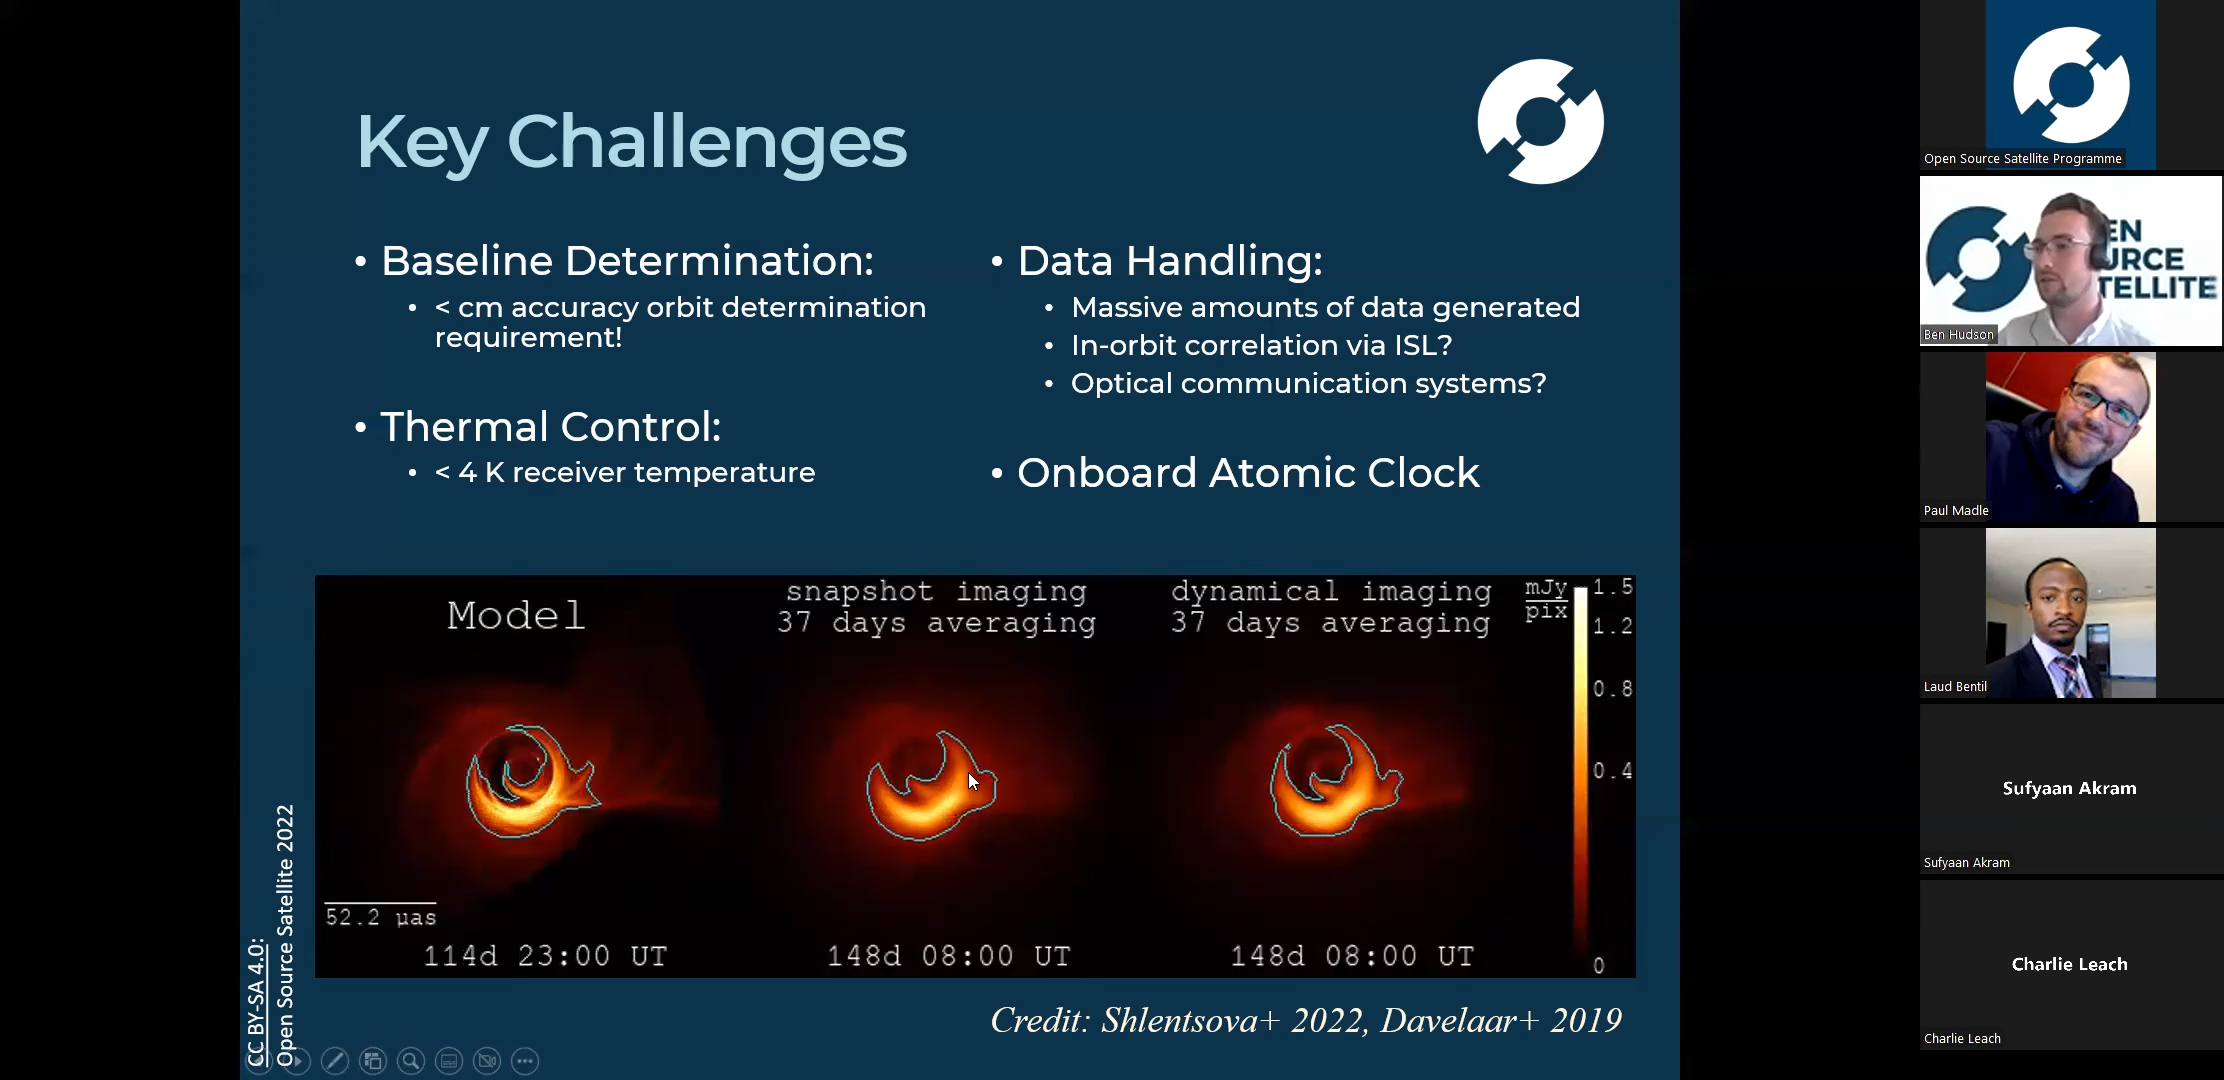 Key Challenges
• Baseline Determination:
• < cm accuracy orbit determination
requirement!
• Thermal Control:
• < 4 K receiver temperature
• Data Handling:
• Massive amounts of data generated
• In-orbit correlation via ISL?
• Optical communication systems?
• Onboard Atomic Clock
Model
52.2 µas
114d 23:00 UT
snapshot imaging
37 days averaging
148d 08:00 UT
dynamical imaging
37 days averaging
148d 08:00 UT
mJy
pix
1.5
1.2
0.8
0.4
0
Credit: Shlentsova+ 2022, Davelaar+ 2019
CC BY-SA 4.0:
Open Source Satellite 2022
Open Source Satellite Programme
EN
URCE
TELLITE
Ben Hudson
Paul Madle
Laud Bentil
Sufyaan Akram
Sufyaan Akram
Charlie Leach
Charlie Leach